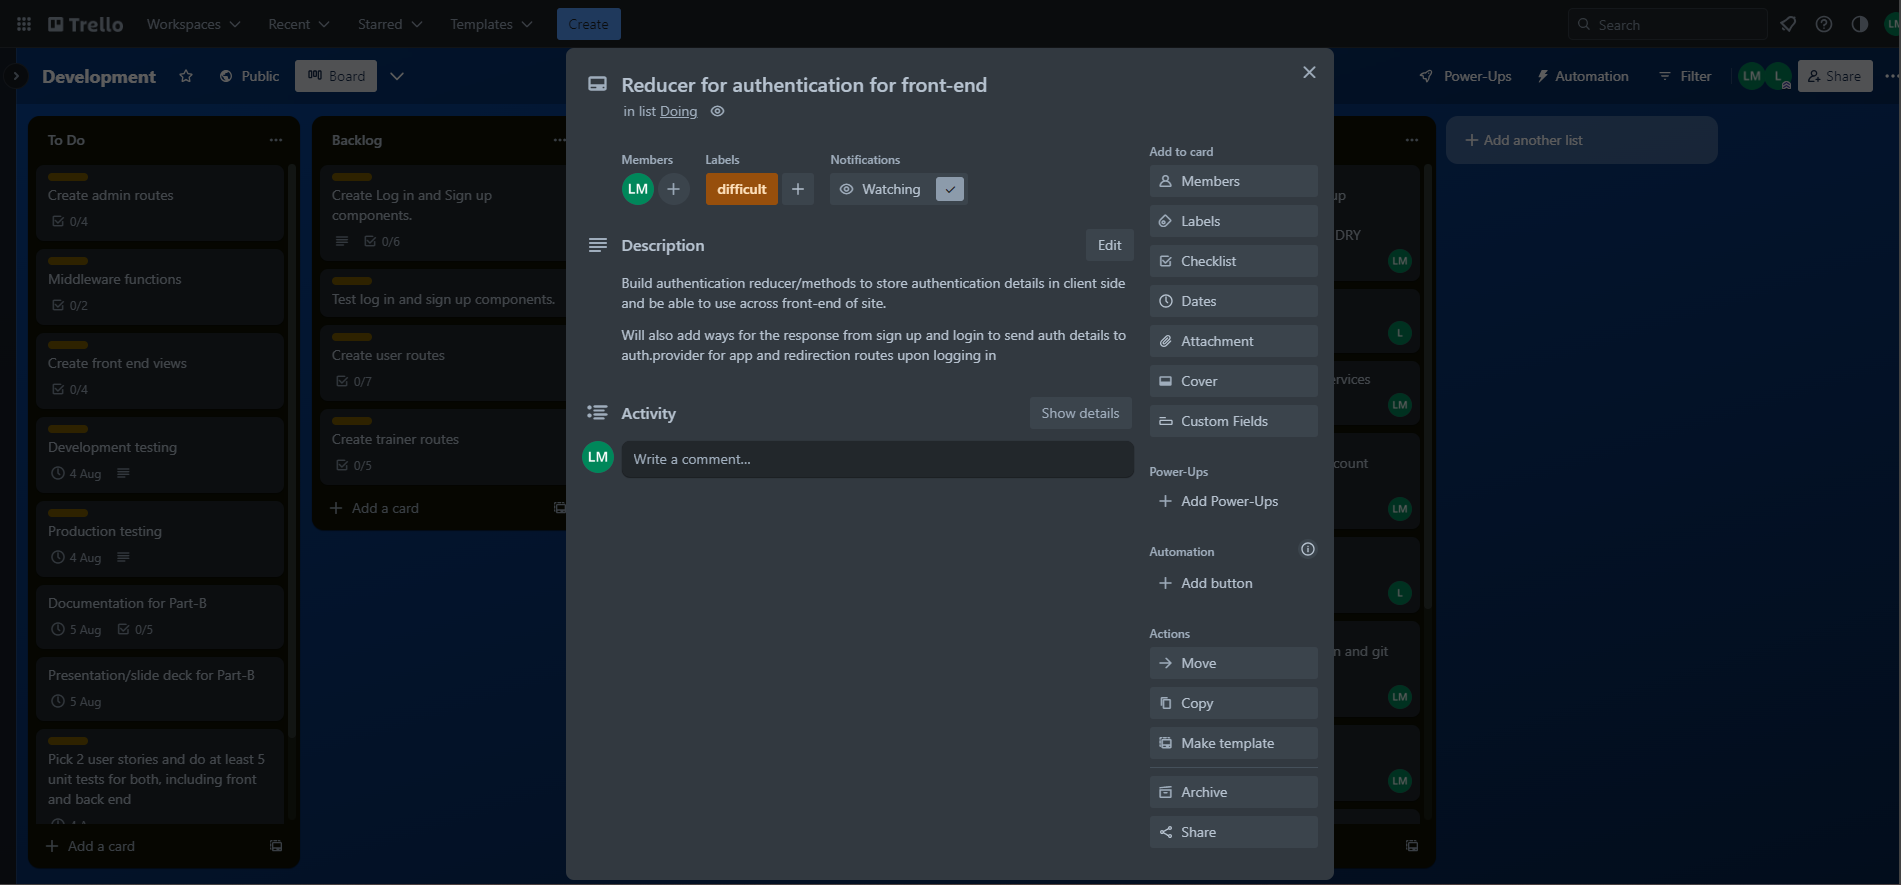 Trello
Workspaces
Recent
Starred
Templates
Create
Search
LM
Development
Public
Board
Power-Ups
Automation
Filter
LM
L
Share
To Do
Create admin routes
0/4
Middleware functions
0/2
Create front end views
0/4
Development testing
4 Aug
Production testing
4 Aug
Documentation for Part-B
5 Aug
0/5
Presentation/slide deck for Part-B
5 Aug
Pick 2 user stories and do at least 5
unit tests for both, including front
and back end
Add a card
Backlog
Create Log in and Sign up
components.
0/6
Test log in and sign up components.
Create user routes
0/7
Create trainer routes
0/5
Add a card
Reducer for authentication for front-end
in list Doing
Members
LM
Labels
difficult
Notifications
Watching
Description
Edit
Build authentication reducer/methods to store authentication details in client side
and be able to use across front-end of site.
Will also add ways for the response from sign up and login to send auth details to
auth.provider for app and redirection routes upon logging in
Activity
Show details
LM
Write a comment...
Add to card
Members
Labels
Checklist
Dates
Attachment
Cover
Custom Fields
Power-Ups
Add Power-Ups
Automation
Add button
Actions
Move
Copy
Make template
Archive
Share
up
DRY
LM
L
ervices
LM
count
LM
L
n and git
LM
LM
Add another list